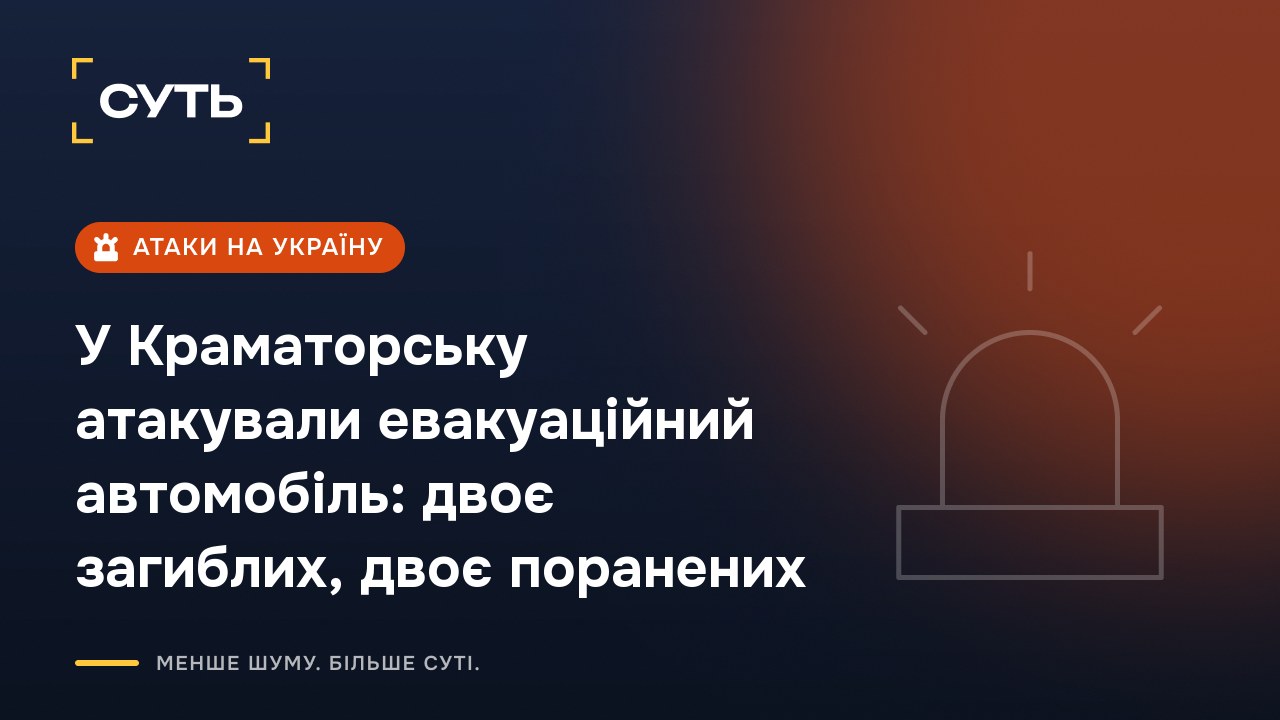 СУТЬ
АТАКИ НА УКРАЇНУ
У Краматорську
атакували евакуаційний
автомобіль: двоє
загиблих, двоє поранених
МЕНШЕ ШУМУ. БІЛЬШЕ СУТІ.